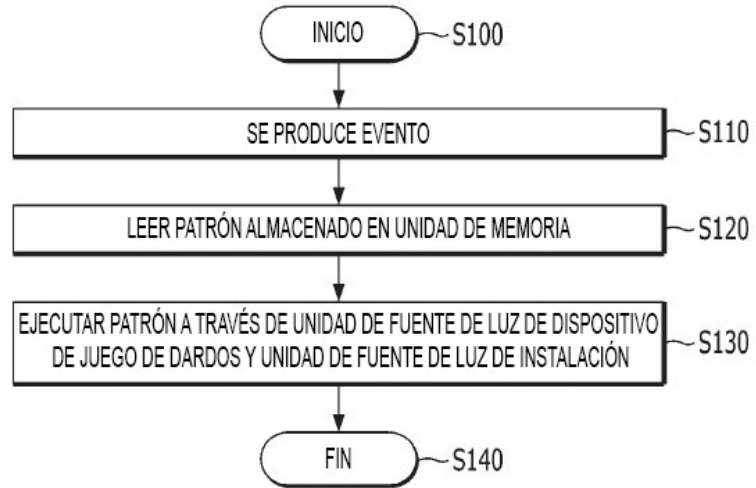 INICIO
S100
SE PRODUCE EVENTO
S110
LEER PATRÓN ALMACENADO EN UNIDAD DE MEMORIA
S120
EJECUTAR PATRÓN A TRAVÉS DE UNIDAD DE FUENTE DE LUZ DE DISPOSITIVO
DE JUEGO DE DARDOS Y UNIDAD DE FUENTE DE LUZ DE INSTALACIÓN
S130
FIN
S140